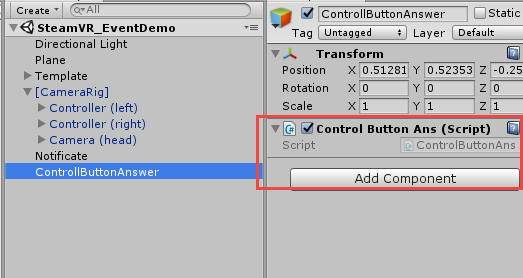 Create
All
SteamVR_EventDemo
Directional Light
Plane
Template
[CameraRig]
Controller (left)
Controller (right)
Camera (head)
Notificate
ControllButtonAnswer
ControllButtonAnswer Static
Tag Untagged Layer Default
Transform
Position X 0.51281 Y 0.52353 Z -0.25
Rotation X 0 Y 0 Z 0
Scale X 1 Y 1 Z 1
Control Button Ans (Script)
Script ControllButtonAns
Add Component